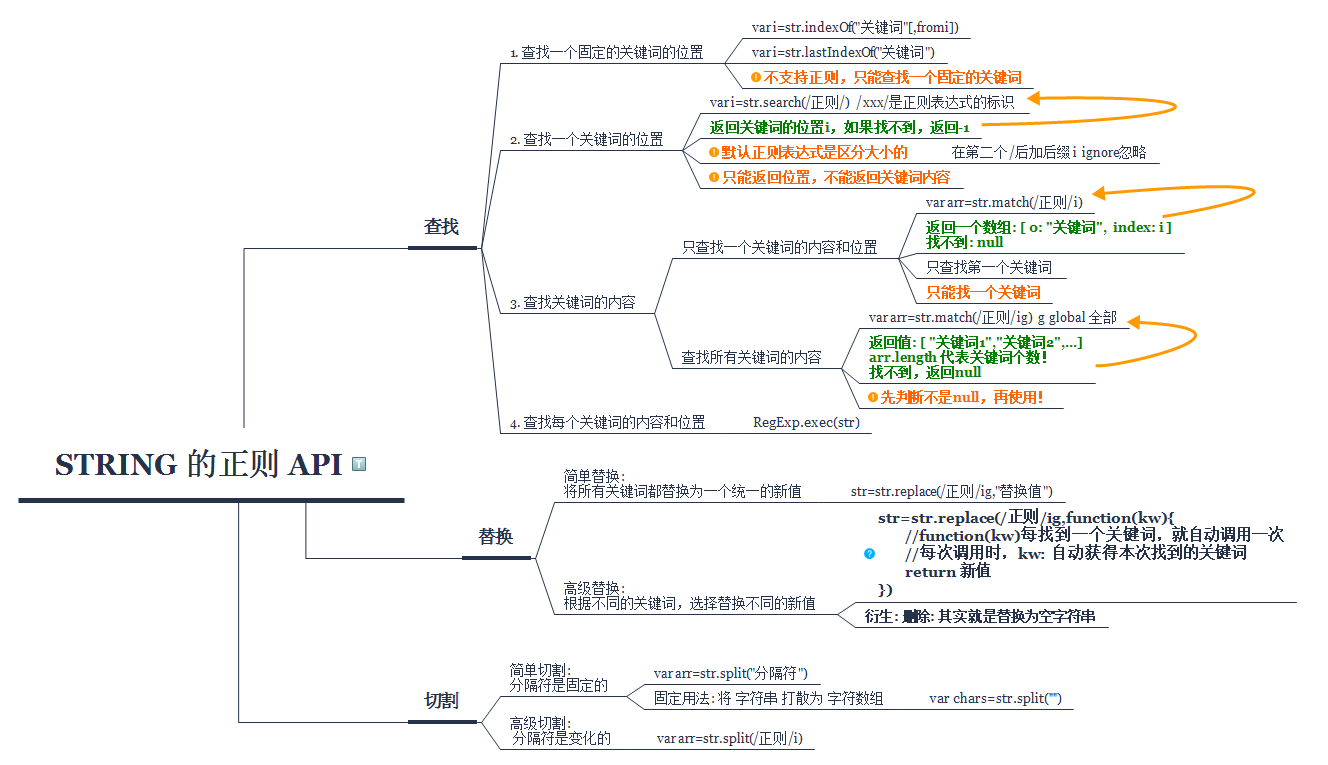 STRING 的正则 API
查找
1. 查找一个固定的关键词的位置
var i=str.indexOf("关键词"[,fromi])
var i=str.lastIndexOf("关键词")
不支持正则，只能查找一个固定的关键词
2. 查找一个关键词的位置
var i=str.search(/正则/) /xxx/是正则表达式的标识
返回关键词的位置i，如果找不到，返回-1
默认正则表达式是区分大小的
在第二个/后加后缀 i ignore忽略
只能返回位置，不能返回关键词内容
3. 查找关键词的内容
只查找一个关键词的内容和位置
var arr=str.match(/正则/i)
返回一个数组: [ 0: "关键词", index: i ]
找不到: null
只查找第一个关键词
只能找一个关键词
查找所有关键词的内容
var arr=str.match(/正则/ig) g global 全部
返回值: [ "关键词1","关键词2",...]
arr.length 代表关键词个数!
找不到，返回null
先判断不是null，再使用!
4. 查找每个关键词的内容和位置
RegExp.exec(str)
替换
简单替换:
将所有关键词都替换为一个统一的新值
str=str.replace(/正则/ig,"替换值")
高级替换:
根据不同的关键词，选择替换不同的新值
str=str.replace(/正则/ig,function(kw){
//function(kw)每找到一个关键词，就自动调用一次
//每次调用时，kw: 自动获得本次找到的关键词
return 新值
})
衍生: 删除: 其实就是替换为空字符串
切割
简单切割:
分隔符是固定的
var arr=str.split("分隔符")
固定用法: 将 字符串 打散为 字符数组
var chars=str.split("")
高级切割:
分隔符是变化的
var arr=str.split(/正则/i)